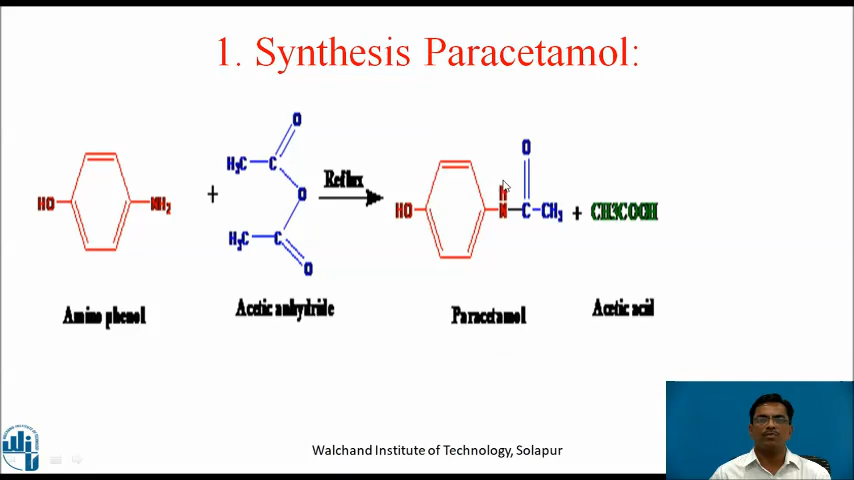 1. Synthesis Paracetamol:
O
H₃C
C
O
H₃C
C
O
HO
NH₂
+
Reflux
HO
H
N
C
O
CH₃
+
CH3COOH
Amino phenol
Acetic anhydride
Paracetamol
Acetic acid
Walchand Institute of Technology, Solapur